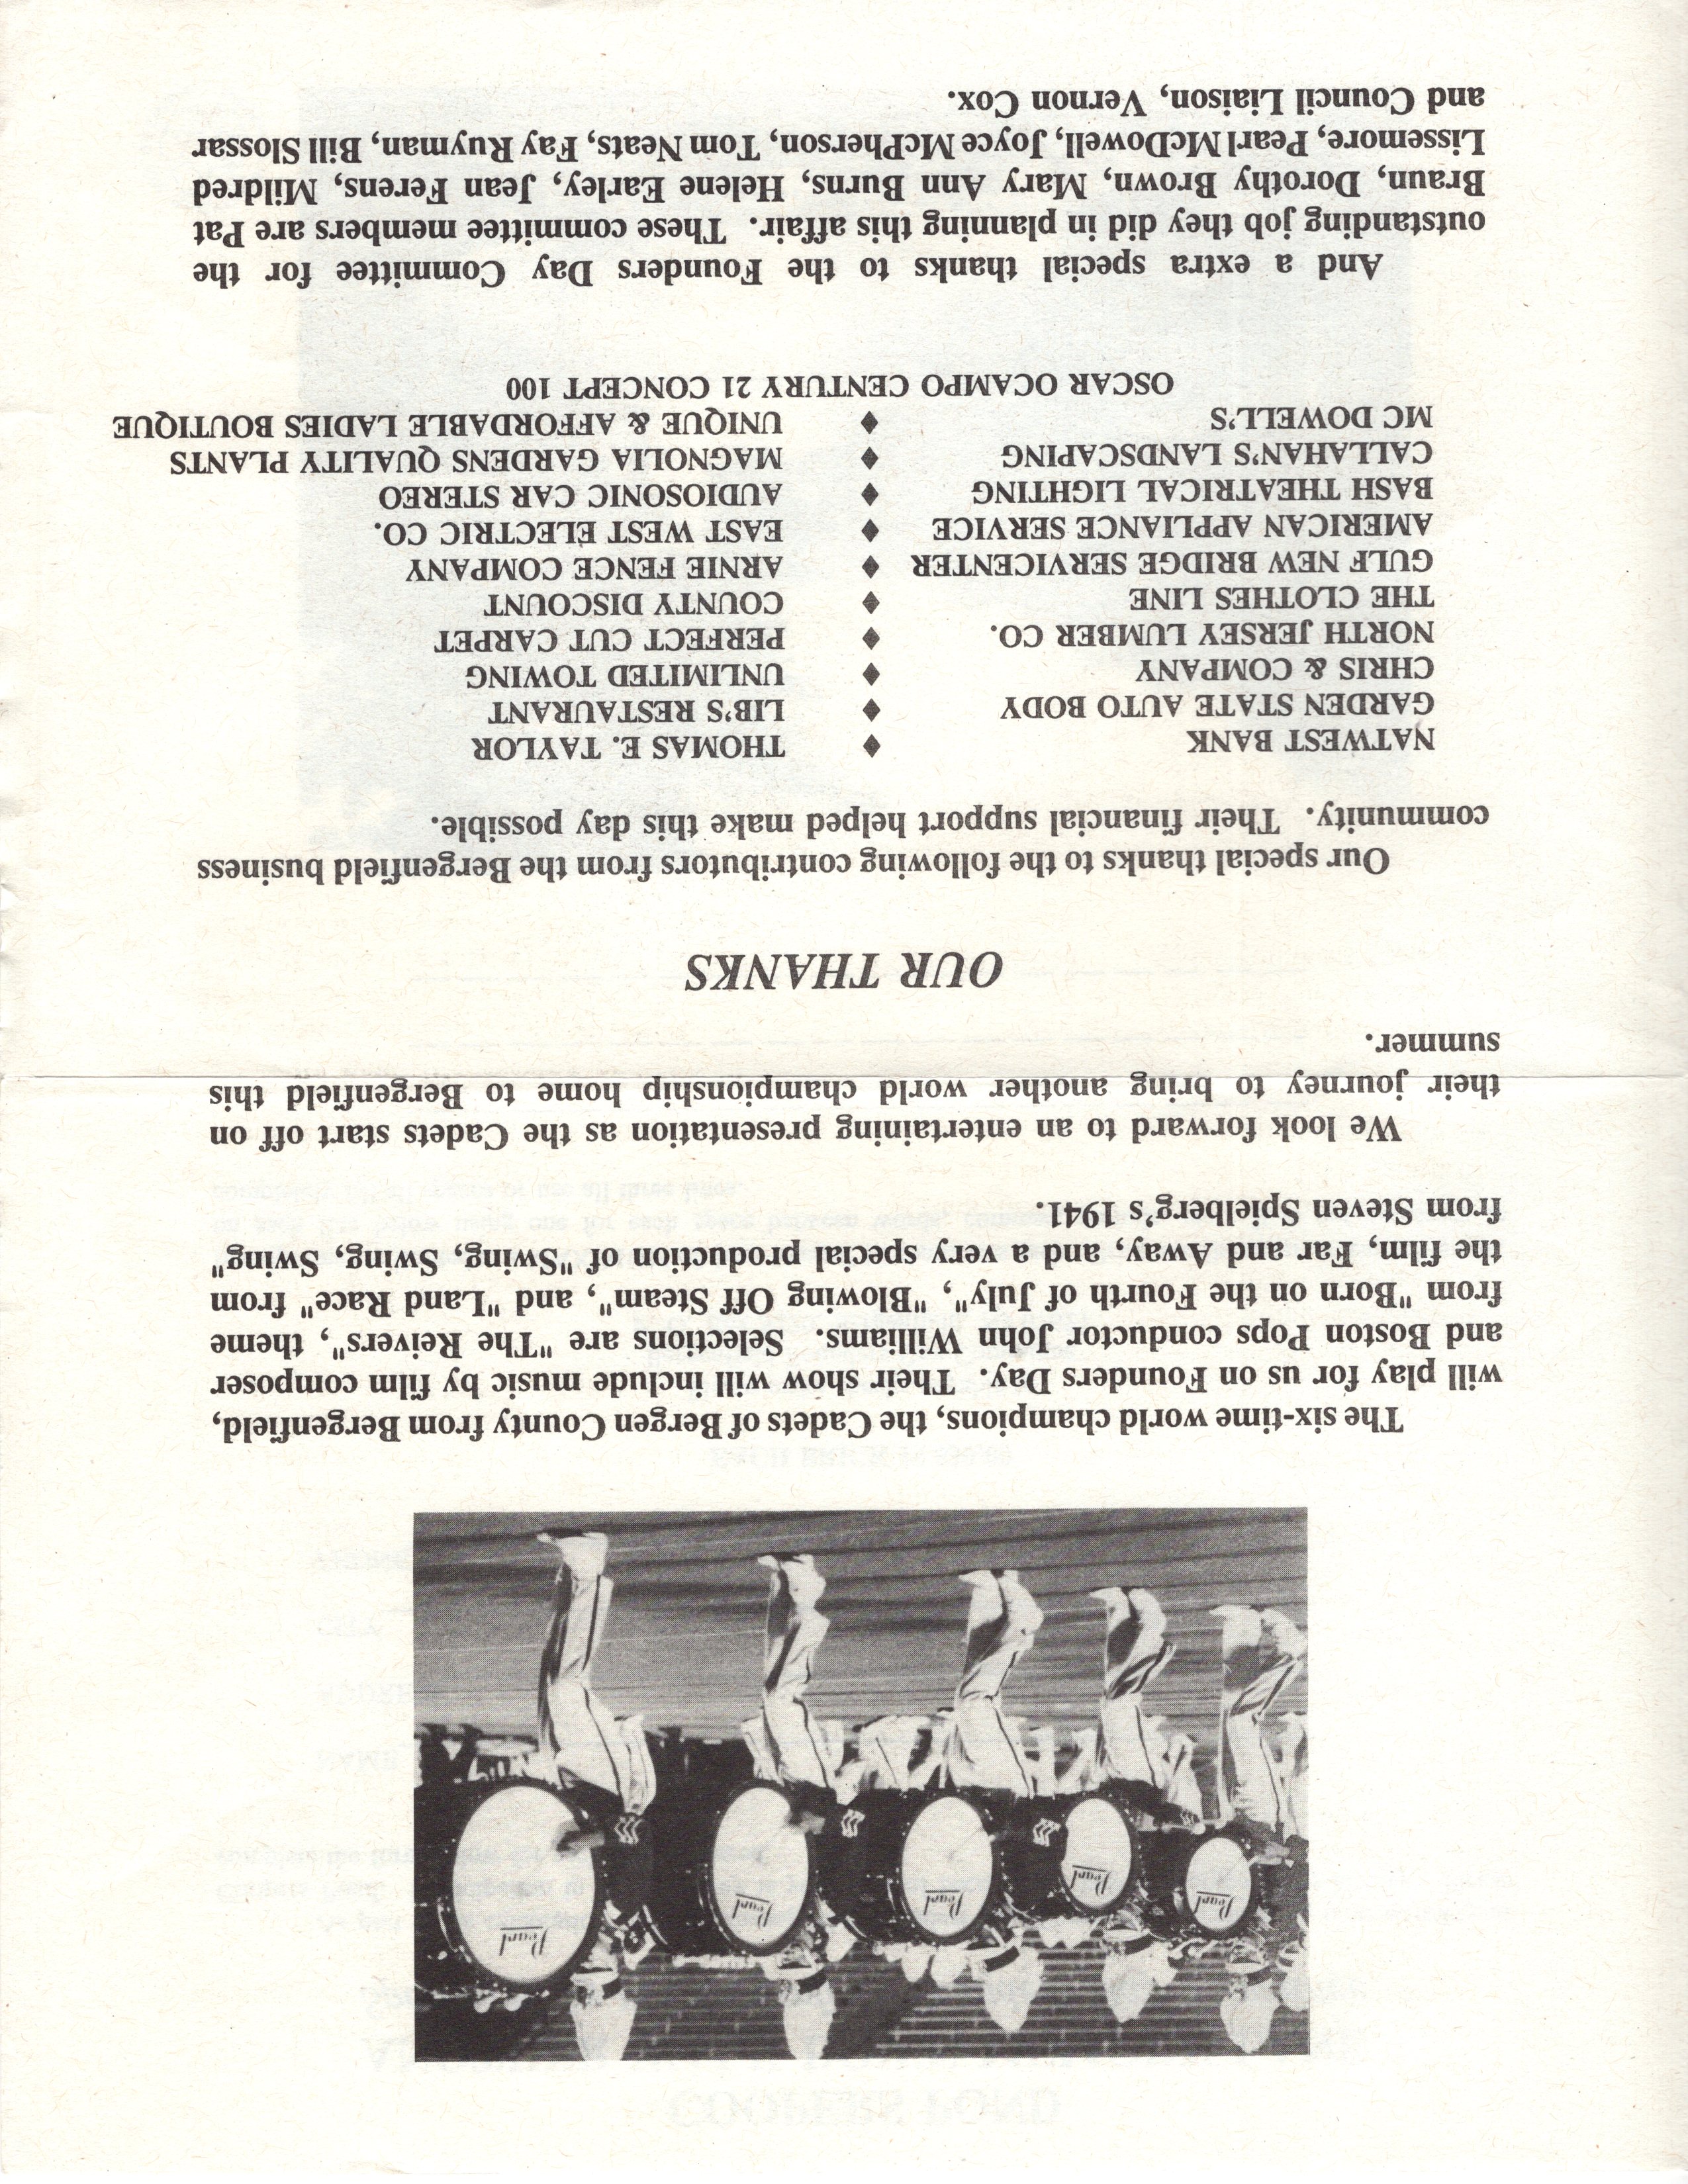 Pearl
Pearl
Pearl
Pearl
Pearl
The six-time world champions, the Cadets of Bergen County from Bergenfield,
will play for us on Founders Day. Their show will include music by film composer
and Boston Pops conductor John Williams. Selections are "The Reivers", theme
from "Born on the Fourth of July", "Blowing Off Steam", and "Land Race" from
the film, Far and Away, and a very special production of "Swing, Swing, Swing"
from Steven Spielberg's 1941.
We look forward to an entertaining presentation as the Cadets start off on
their journey to bring another world championship home to Bergenfield this
summer.
OUR THANKS
Our special thanks to the following contributors from the Bergenfield business
community. Their financial support helped make this day possible.
NATWEST BANK ♦ THOMAS E. TAYLOR
GARDEN STATE AUTO BODY ♦ LIB'S RESTAURANT
CHRIS & COMPANY ♦ UNLIMITED TOWING
NORTH JERSEY LUMBER CO. ♦ PERFECT CUT CARPET
THE CLOTHES LINE ♦ COUNTY DISCOUNT
GULF NEW BRIDGE SERVICENTER ♦ ARNIE FENCE COMPANY
AMERICAN APPLIANCE SERVICE ♦ EAST WEST ELECTRIC CO.
BASH THEATRICAL LIGHTING ♦ AUDIOSONIC CAR STEREO
CALLAHAN'S LANDSCAPING ♦ MAGNOLIA GARDENS QUALITY PLANTS
MC DOWELL'S ♦ UNIQUE & AFFORDABLE LADIES BOUTIQUE
OSCAR OCAMPO CENTURY 21 CONCEPT 100
And a extra special thanks to the Founders Day Committee for the
outstanding job they did in planning this affair. These committee members are Pat
Braun, Dorothy Brown, Mary Ann Burns, Helene Earley, Jean Ferens, Mildred
Lissemore, Pearl McDowell, Joyce McPherson, Tom Neats, Fay Ruyman, Bill Slossar
and Council Liaison, Vernon Cox.